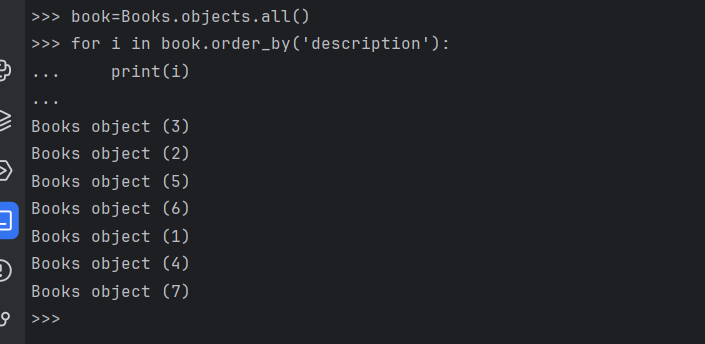 >>> book=Books.objects.all()
>>> for i in book.order_by('description'):
...     print(i)
...
Books object (3)
Books object (2)
Books object (5)
Books object (6)
Books object (1)
Books object (4)
Books object (7)
>>>